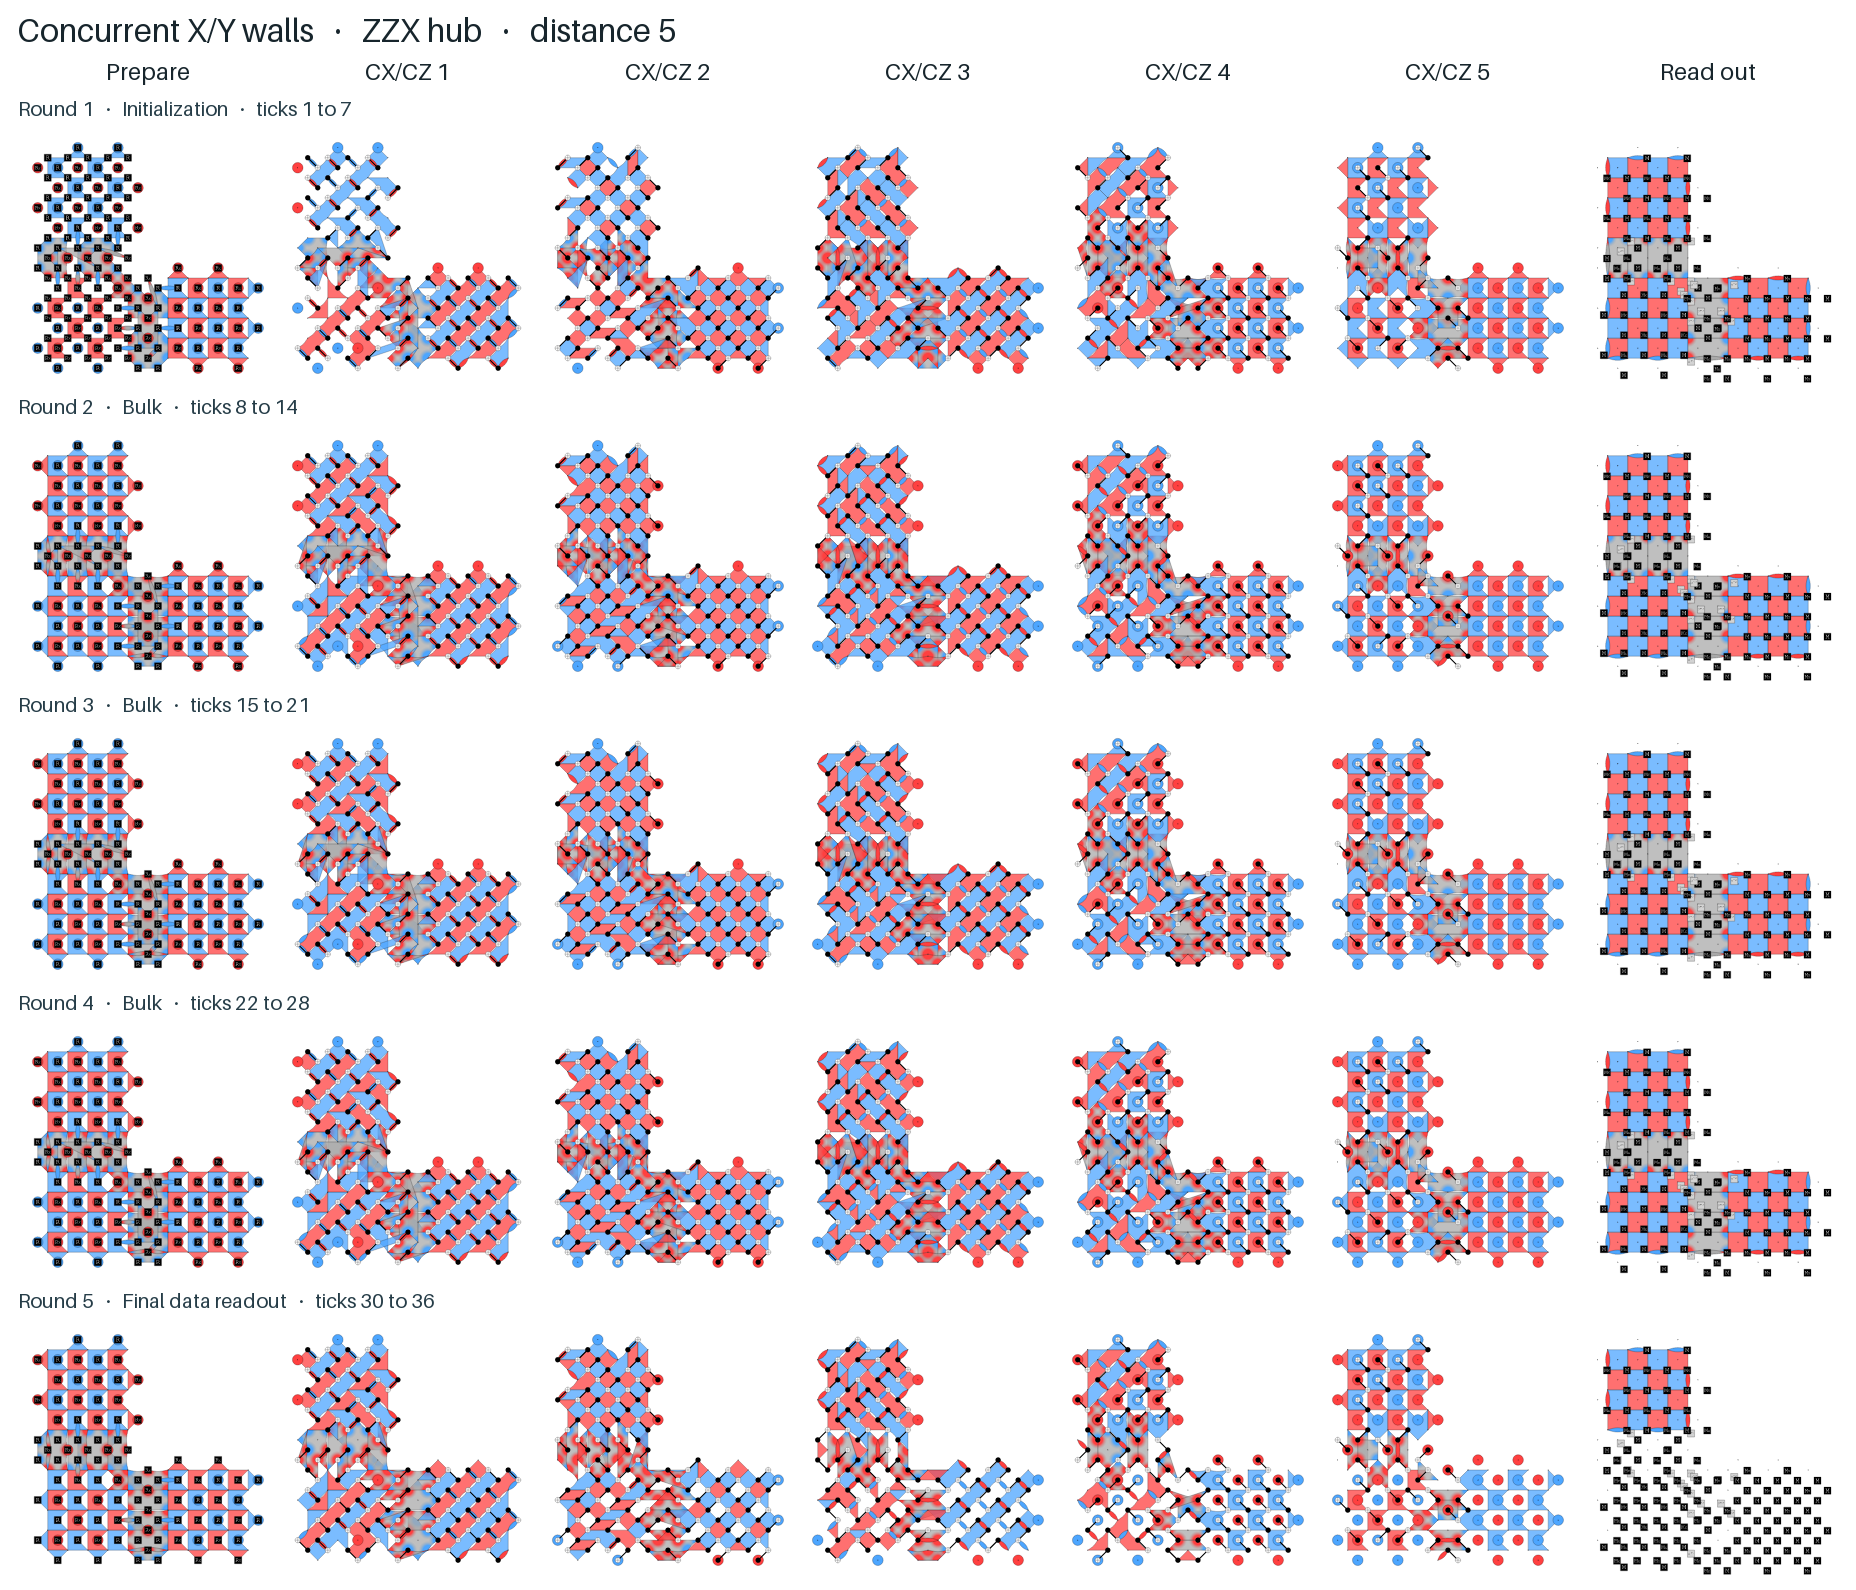 Concurrent X/Y walls · ZZX hub · distance 5
Prepare CX/CZ 1 CX/CZ 2 CX/CZ 3 CX/CZ 4 CX/CZ 5 Read out
Round 1 · Initialization · ticks 1 to 7
Round 2 · Bulk · ticks 8 to 14
Round 3 · Bulk · ticks 15 to 21
Round 4 · Bulk · ticks 22 to 28
Round 5 · Final data readout · ticks 30 to 36